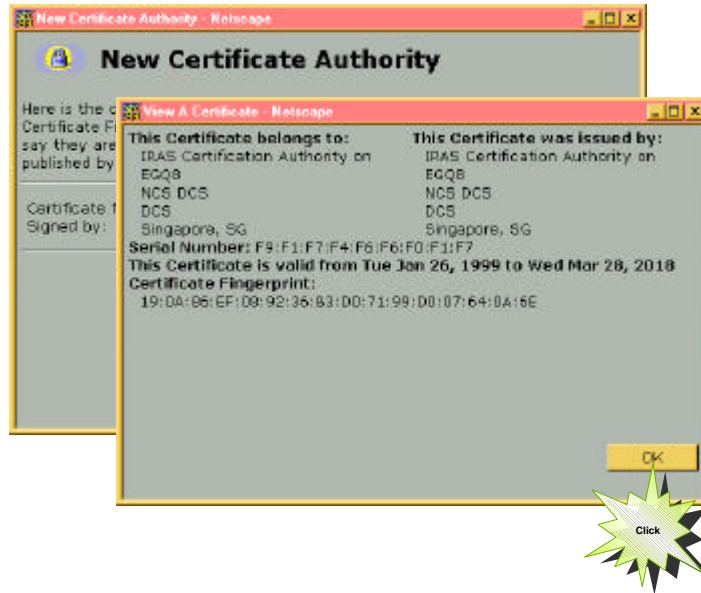 New Certificate Authority - Netscape
New Certificate Authority
Here is the c
Certificate Fi
say they are
published by
Certificate f
Signed by:
View A Certificate - Netscape
This Certificate belongs to:
IRAS Certification Authority on
EGQ8
NCS DCS
DCS
Singapore, SG
This Certificate was issued by:
IRAS Certification Authority on
EGQ8
NCS DCS
DCS
Singapore, SG
Serial Number: F9:F1:F7:F4:F6:F6:F0:F1:F7
This Certificate is valid from Tue Jan 26, 1999 to Wed Mar 28, 2018
Certificate Fingerprint:
19:0A:86:EF:08:92:36:83:DD:71:99:D0:07:64:0A:6E
OK
Click